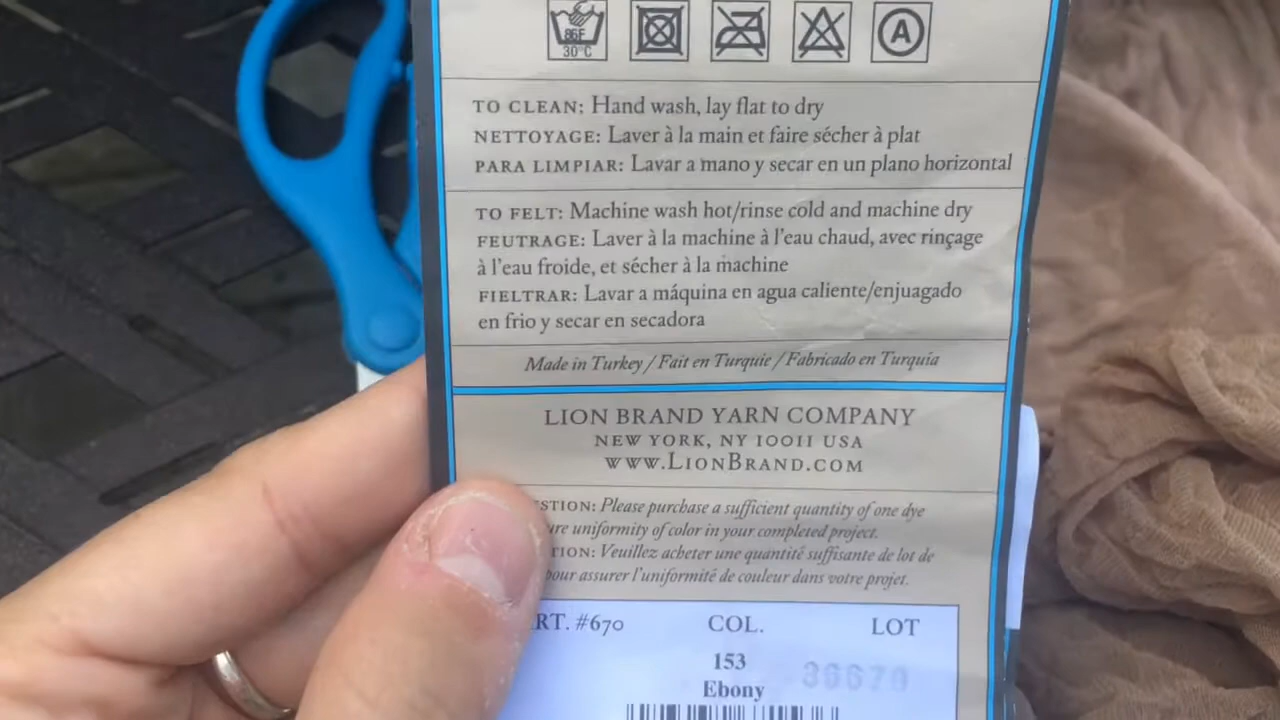 86F
30°C
A
TO CLEAN: Hand wash, lay flat to dry
NETTOYAGE: Laver à la main et faire sécher à plat
PARA LIMPIAR: Lavar a mano y secar en un plano horizontal
TO FELT: Machine wash hot/rinse cold and machine dry
FEUTRAGE: Laver à la machine à l'eau chaud, avec rinçage
à l'eau froide, et sécher à la machine
FIELTRAR: Lavar a máquina en agua caliente/enjuagado
en frio y secar en secadora
Made in Turkey / Fait en Turquie / Fabricado en Turquía
LION BRAND YARN COMPANY
NEW YORK, NY 10011 USA
WWW.LIONBRAND.COM
STION: Please purchase a sufficient quantity of one dye
ure uniformity of color in your completed project.
TION: Veuillez acheter une quantité suffisante de lot de
pour assurer l'uniformité de couleur dans votre projet.
RT. #670 COL. LOT
153 36670
Ebony